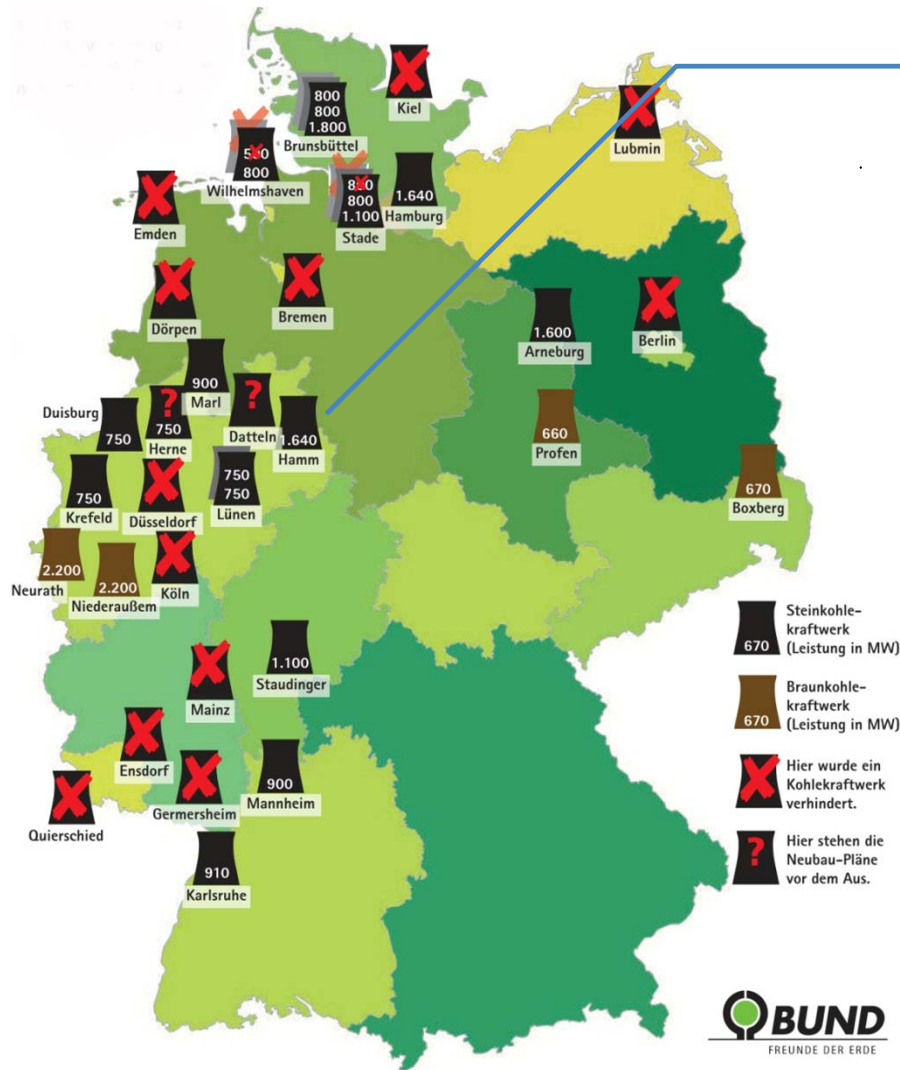 Kiel
800
800
1.800
Brunsbüttel
Lubmin
800
Wilhelmshaven
800
1.100
Stade
1.640
Hamburg
Emden
Dörpen
Bremen
1.600
Arneburg
Berlin
900
Marl
Duisburg
750
?
750
Herne
?
Datteln
1.640
Hamm
660
Profen
750
Krefeld
Düsseldorf
750
750
Lünen
670
Boxberg
2.200
Neurath
2.200
Niederaußem
Köln
670
Steinkohle-
kraftwerk
(Leistung in MW)
1.100
Staudinger
Mainz
670
Braunkohle-
kraftwerk
(Leistung in MW)
Ensdorf
Germersheim
900
Mannheim
Quierschied
Hier wurde ein
Kohlekraftwerk
verhindert.
910
Karlsruhe
?
Hier stehen die
Neubau-Pläne
vor dem Aus.
BUND
FREUNDE DER ERDE